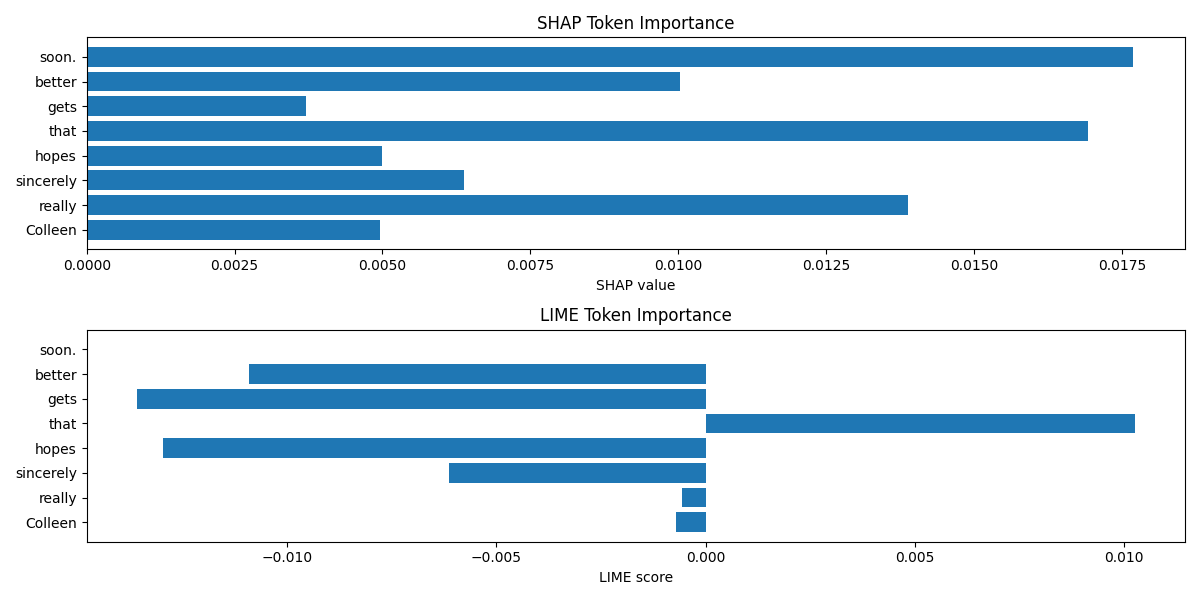 SHAP Token Importance
soon.
better
gets
that
hopes
sincerely
really
Colleen
0.0000 0.0025 0.0050 0.0075 0.0100 0.0125 0.0150 0.0175
SHAP value
LIME Token Importance
soon.
better
gets
that
hopes
sincerely
really
Colleen
−0.010 −0.005 0.000 0.005 0.010
LIME score